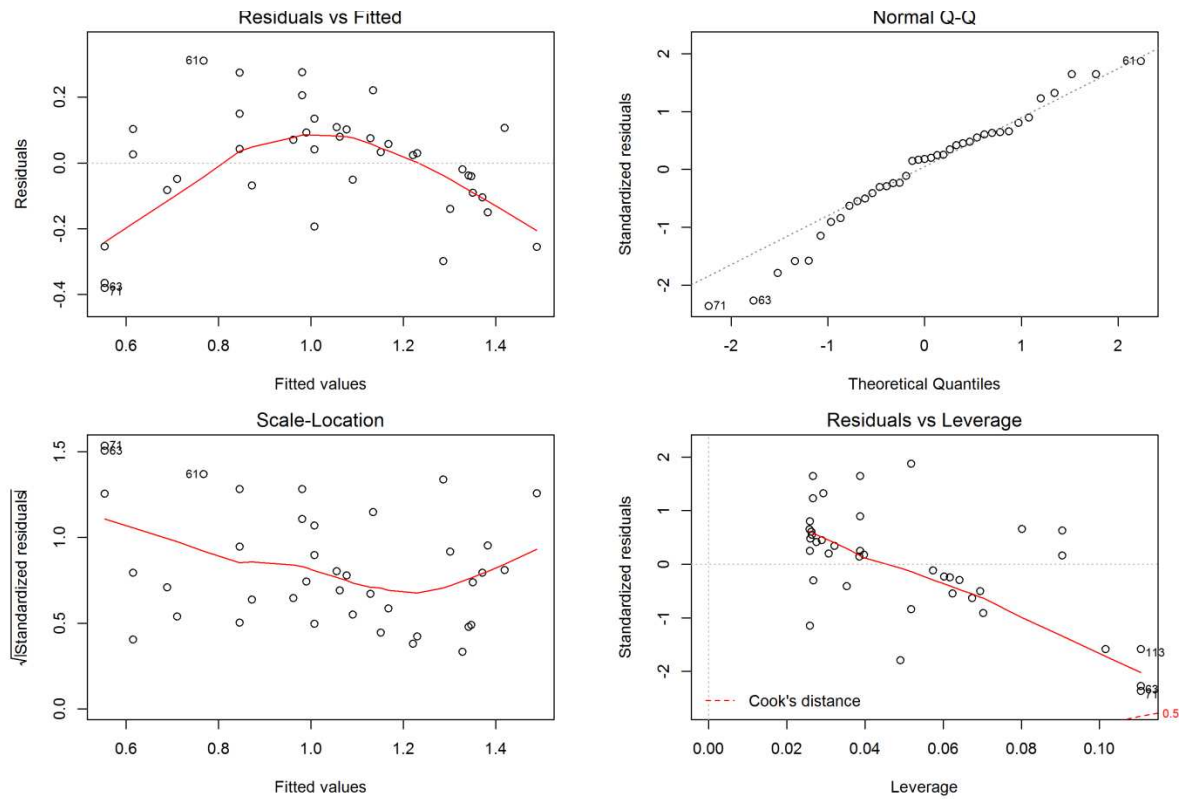 Residuals vs Fitted
Residuals
0.2
0.0
-0.2
-0.4
61
63
71
0.6 0.8 1.0 1.2 1.4
Fitted values
Normal Q-Q
Standardized residuals
2
1
0
-1
-2
61
71
63
-2 -1 0 1 2
Theoretical Quantiles
Scale-Location
√|Standardized residuals|
1.5
1.0
0.5
0.0
71
63
61
0.6 0.8 1.0 1.2 1.4
Fitted values
Residuals vs Leverage
Standardized residuals
2
1
0
-1
-2
113
63
71
Cook's distance
0.5
0.00 0.02 0.04 0.06 0.08 0.10
Leverage